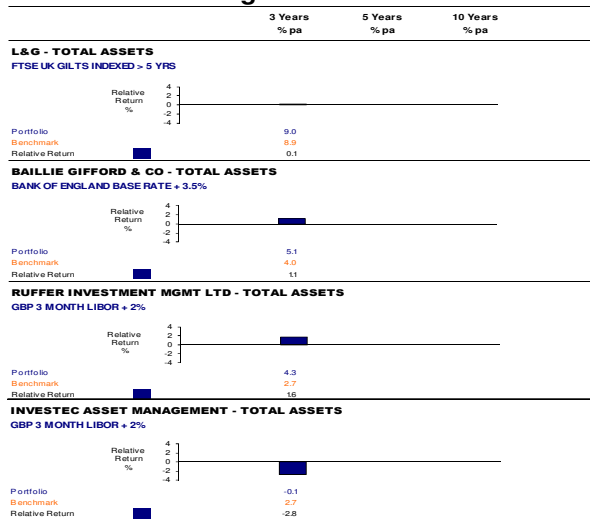 3 Years 5 Years 10 Years
% pa % pa % pa
L&G - TOTAL ASSETS
FTSE UK GILTS INDEXED > 5 YRS
Relative Return %
4
2
0
-2
-4
Portfolio 9.0
Benchmark 8.9
Relative Return 0.1
BAILLIE GIFFORD & CO - TOTAL ASSETS
BANK OF ENGLAND BASE RATE + 3.5%
Relative Return %
4
2
0
-2
-4
Portfolio 5.1
Benchmark 4.0
Relative Return 1.1
RUFFER INVESTMENT MGMT LTD - TOTAL ASSETS
GBP 3 MONTH LIBOR + 2%
Relative Return %
4
2
0
-2
-4
Portfolio 4.3
Benchmark 2.7
Relative Return 1.6
INVESTEC ASSET MANAGEMENT - TOTAL ASSETS
GBP 3 MONTH LIBOR + 2%
Relative Return %
4
2
0
-2
-4
Portfolio -0.1
Benchmark 2.7
Relative Return -2.8